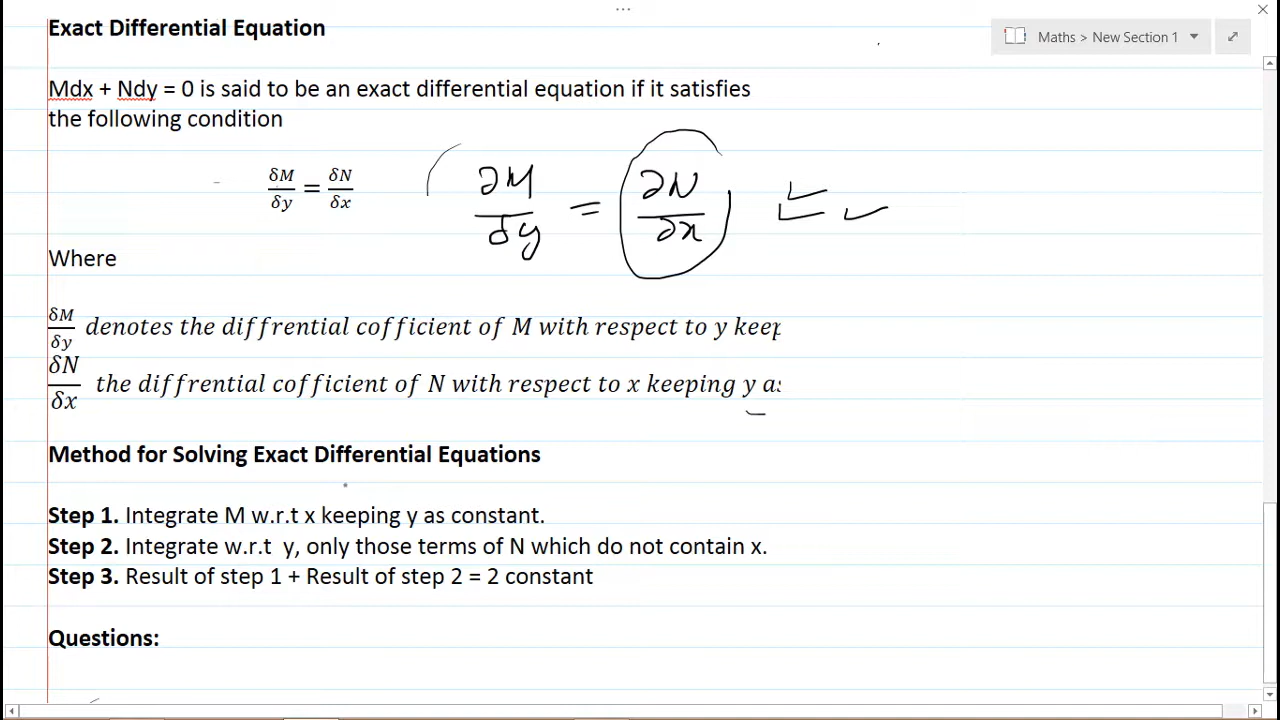 Exact Differential Equation
Maths > New Section 1
Mdx + Ndy = 0 is said to be an exact differential equation if it satisfies
the following condition
δM/δy = δN/δx
∂M/∂y = ∂N/∂x
Where
δM/δy denotes the diffrential cofficient of M with respect to y keep
δN/δx the diffrential cofficient of N with respect to x keeping y as
Method for Solving Exact Differential Equations
Step 1. Integrate M w.r.t x keeping y as constant.
Step 2. Integrate w.r.t y, only those terms of N which do not contain x.
Step 3. Result of step 1 + Result of step 2 = 2 constant
Questions: